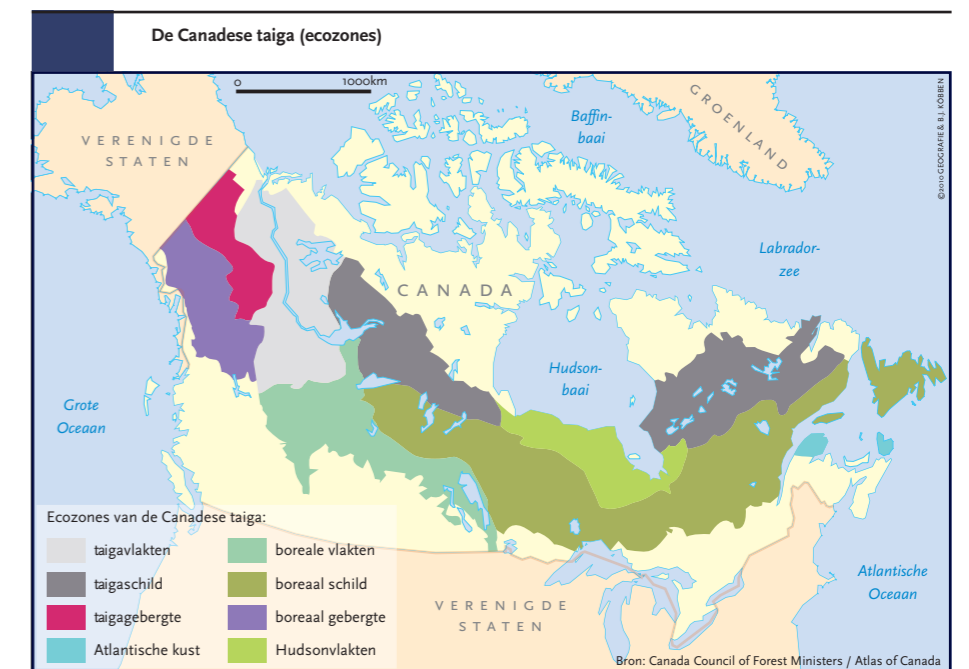 De Canadese taiga (ecozones)
0 1000km
©2010 GEOGRAFIE & B.J. KÖBBEN
VERENIGDE
STATEN
Baffin-
baai
GROENLAND
Labrador-
zee
CANADA
Hudson-
baai
Grote
Oceaan
Ecozones van de Canadese taiga:
taigavlakten
boreale vlakten
taigaschild
boreaal schild
taigagebergte
boreaal gebergte
Atlantische kust
Hudsonvlakten
VERENIGDE
STATEN
Atlantische
Oceaan
Bron: Canada Council of Forest Ministers / Atlas of Canada